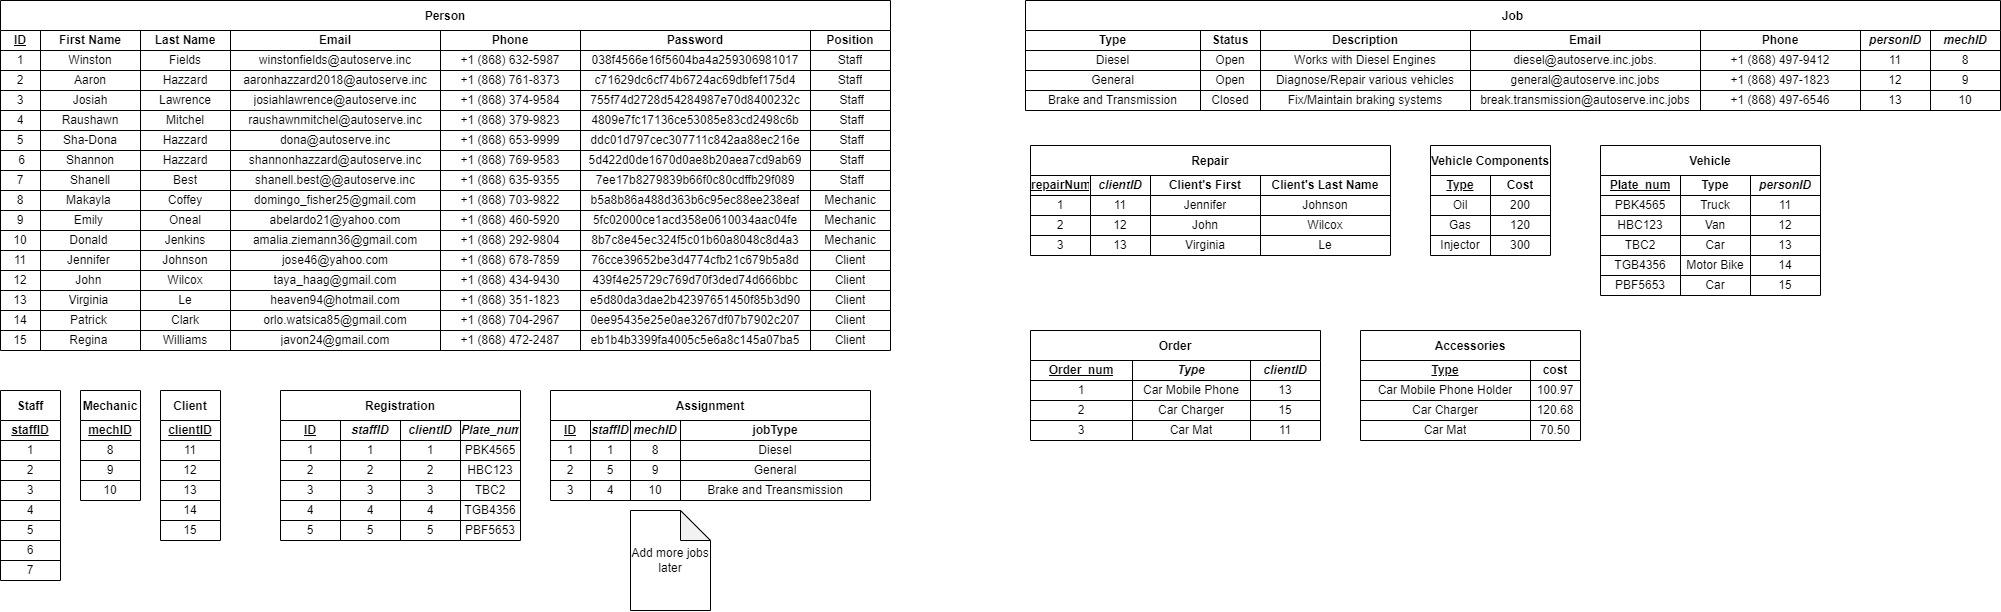 Person
ID First Name Last Name Email Phone Password Position
1 Winston Fields winstonfields@autoserve.inc +1 (868) 632-5987 038f4566e16f5604ba4a259306981017 Staff
2 Aaron Hazzard aaronhazzard2018@autoserve.inc +1 (868) 761-8373 c71629dc6cf74b6724ac69dbfef175d4 Staff
3 Josiah Lawrence josiahlawrence@autoserve.inc +1 (868) 374-9584 755f74d2728d54284987e70d8400232c Staff
4 Raushawn Mitchel raushawnmitchel@autoserve.inc +1 (868) 379-9823 4809e7fc17136ce53085e83cd2498c6b Staff
5 Sha-Dona Hazzard dona@autoserve.inc +1 (868) 653-9999 ddc01d797cec307711c842aa88ec216e Staff
6 Shannon Hazzard shannonhazzard@autoserve.inc +1 (868) 769-9583 5d422d0de1670d0ae8b20aea7cd9ab69 Staff
7 Shanell Best shanell.best@@autoserve.inc +1 (868) 635-9355 7ee17b8279839b66f0c80cdffb29f089 Staff
8 Makayla Coffey domingo_fisher25@gmail.com +1 (868) 703-9822 b5a8b86a488d363b6c95ec88ee238eaf Mechanic
9 Emily Oneal abelardo21@yahoo.com +1 (868) 460-5920 5fc02000ce1acd358e0610034aac04fe Mechanic
10 Donald Jenkins amalia.ziemann36@gmail.com +1 (868) 292-9804 8b7c8e45ec324f5c01b60a8048c8d4a3 Mechanic
11 Jennifer Johnson jose46@yahoo.com +1 (868) 678-7859 76cce39652be3d4774cfb21c679b5a8d Client
12 John Wilcox taya_haag@gmail.com +1 (868) 434-9430 439f4e25729c769d70f3ded74d666bbc Client
13 Virginia Le heaven94@hotmail.com +1 (868) 351-1823 e5d80da3dae2b42397651450f85b3d90 Client
14 Patrick Clark orlo.watsica85@gmail.com +1 (868) 704-2967 0ee95435e25e0ae3267df07b7902c207 Client
15 Regina Williams javon24@gmail.com +1 (868) 472-2487 eb1b4b3399fa4005c5e6a8c145a07ba5 Client
Job
Type Status Description Email Phone personID mechID
Diesel Open Works with Diesel Engines diesel@autoserve.inc.jobs. +1 (868) 497-9412 11 8
General Open Diagnose/Repair various vehicles general@autoserve.inc.jobs +1 (868) 497-1823 12 9
Brake and Transmission Closed Fix/Maintain braking systems break.transmission@autoserve.inc.jobs +1 (868) 497-6546 13 10
Repair
repairNum clientID Client's First Client's Last Name
1 11 Jennifer Johnson
2 12 John Wilcox
3 13 Virginia Le
Vehicle Components
Type Cost
Oil 200
Gas 120
Injector 300
Vehicle
Plate_num Type personID
PBK4565 Truck 11
HBC123 Van 12
TBC2 Car 13
TGB4356 Motor Bike 14
PBF5653 Car 15
Order
Order_num Type clientID
1 Car Mobile Phone 13
2 Car Charger 15
3 Car Mat 11
Accessories
Type cost
Car Mobile Phone Holder 100.97
Car Charger 120.68
Car Mat 70.50
Staff
staffID
1
2
3
4
5
6
7
Mechanic
mechID
8
9
10
Client
clientID
11
12
13
14
15
Registration
ID staffID clientID Plate_num
1 1 1 PBK4565
2 2 2 HBC123
3 3 3 TBC2
4 4 4 TGB4356
5 5 5 PBF5653
Assignment
ID staffID mechID jobType
1 1 8 Diesel
2 5 9 General
3 4 10 Brake and Treansmission
Add more jobs
later